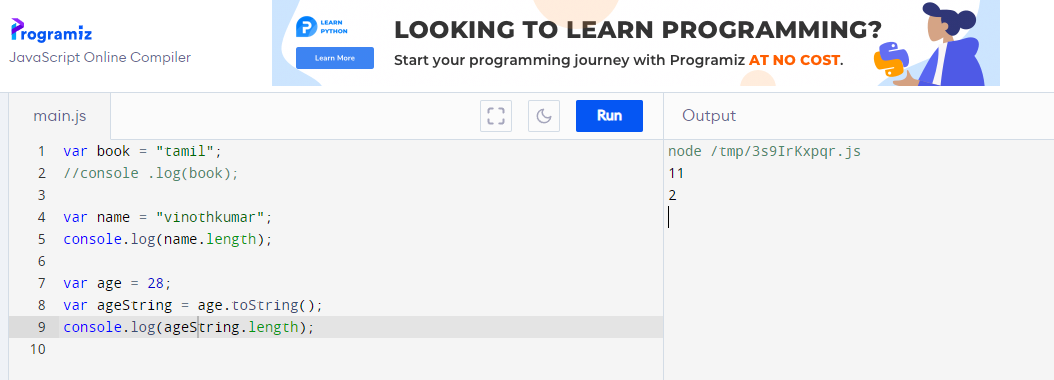 Programiz
JavaScript Online Compiler
LEARN
PYTHON
Learn More
LOOKING TO LEARN PROGRAMMING?
Start your programming journey with Programiz AT NO COST.
main.js
Run
Output
1 var book = "tamil";
2 //console .log(book);
3
4 var name = "vinothkumar";
5 console.log(name.length);
6
7 var age = 28;
8 var ageString = age.toString();
9 console.log(ageString.length);
10
node /tmp/3s9IrKxpqr.js
11
2